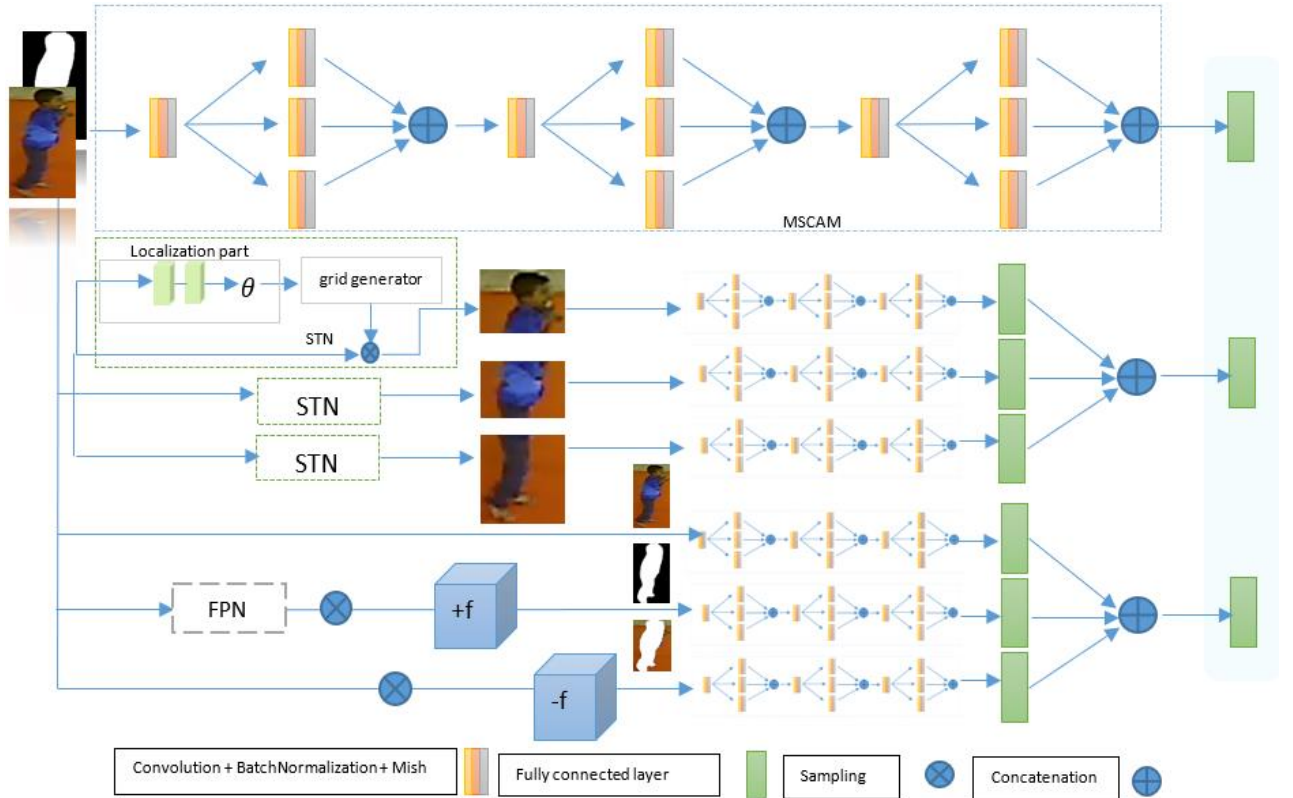 MSCAM
Localization part
θ
grid generator
STN
STN
STN
FPN
+f
-f
Convolution + BatchNormalization + Mish
Fully connected layer
Sampling
Concatenation